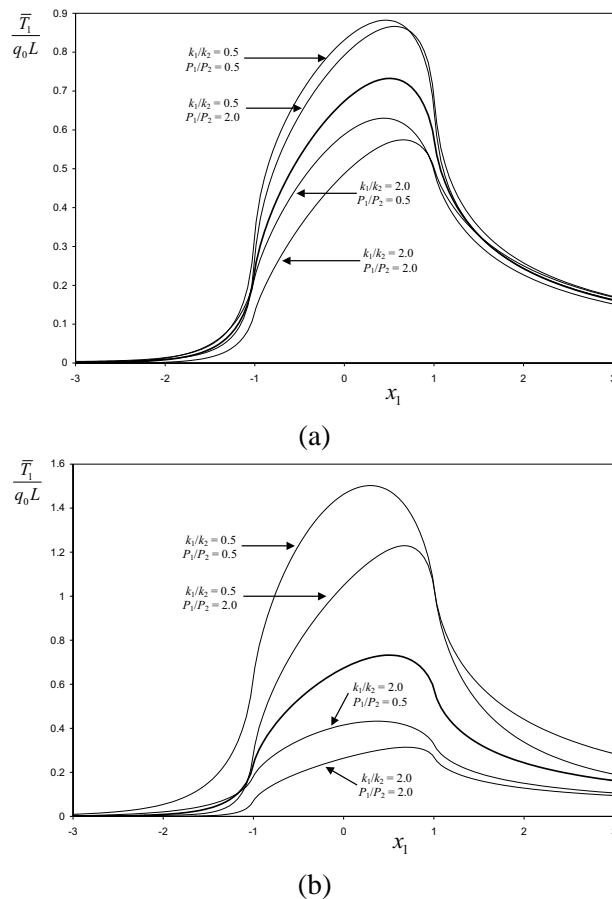 T̅₁
q₀L
0.9
0.8
0.7
0.6
0.5
0.4
0.3
0.2
0.1
0
k₁/k₂ = 0.5
P₁/P₂ = 0.5
k₁/k₂ = 0.5
P₁/P₂ = 2.0
k₁/k₂ = 2.0
P₁/P₂ = 0.5
k₁/k₂ = 2.0
P₁/P₂ = 2.0
-3 -2 -1 0 1 2 3
x₁
(a)
T̅₁
q₀L
1.6
1.4
1.2
1
0.8
0.6
0.4
0.2
0
k₁/k₂ = 0.5
P₁/P₂ = 0.5
k₁/k₂ = 0.5
P₁/P₂ = 2.0
k₁/k₂ = 2.0
P₁/P₂ = 0.5
k₁/k₂ = 2.0
P₁/P₂ = 2.0
-3 -2 -1 0 1 2 3
x₁
(b)